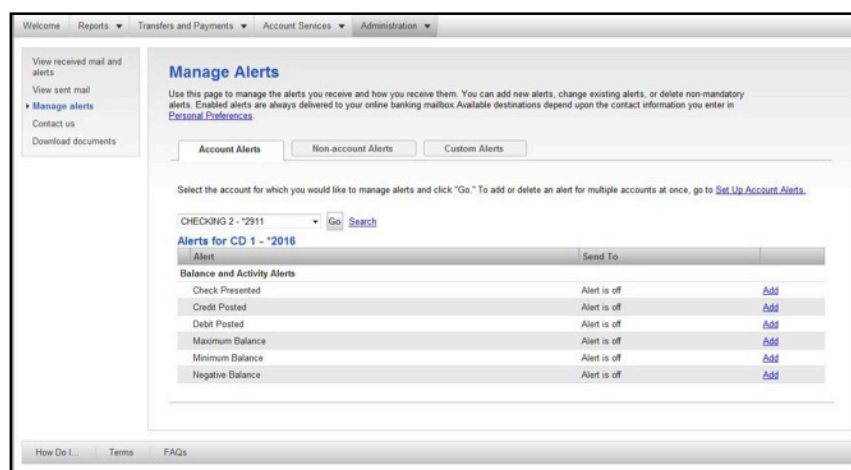 Welcome Reports Transfers and Payments Account Services Administration
View received mail and
alerts
View sent mail
Manage alerts
Contact us
Download documents
Manage Alerts
Use this page to manage the alerts you receive and how you receive them. You can add new alerts, change existing alerts, or delete non-mandatory
alerts. Enabled alerts are always delivered to your online banking mailbox.Available destinations depend upon the contact information you enter in
Personal Preferences.
Account Alerts Non-account Alerts Custom Alerts
Select the account for which you would like to manage alerts and click "Go." To add or delete an alert for multiple accounts at once, go to Set Up Account Alerts.
CHECKING 2 - *2911 Go Search
Alerts for CD 1 - *2016
Alert Send To
Balance and Activity Alerts
Check Presented Alert is off Add
Credit Posted Alert is off Add
Debit Posted Alert is off Add
Maximum Balance Alert is off Add
Minimum Balance Alert is off Add
Negative Balance Alert is off Add
How Do I... Terms FAQs